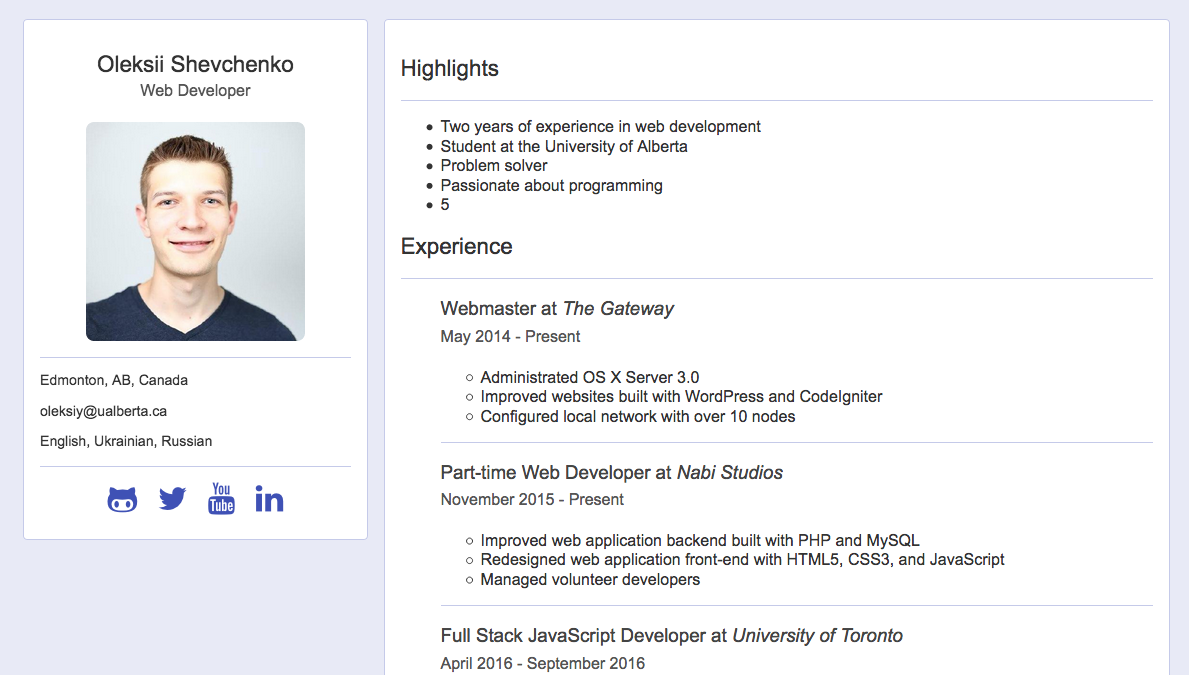 Oleksii Shevchenko
Web Developer
Edmonton, AB, Canada
oleksiy@ualberta.ca
English, Ukrainian, Russian
You
Tube
in
Highlights
Two years of experience in web development
Student at the University of Alberta
Problem solver
Passionate about programming
5
Experience
Webmaster at The Gateway
May 2014 - Present
Administrated OS X Server 3.0
Improved websites built with WordPress and CodeIgniter
Configured local network with over 10 nodes
Part-time Web Developer at Nabi Studios
November 2015 - Present
Improved web application backend built with PHP and MySQL
Redesigned web application front-end with HTML5, CSS3, and JavaScript
Managed volunteer developers
Full Stack JavaScript Developer at University of Toronto
April 2016 - September 2016